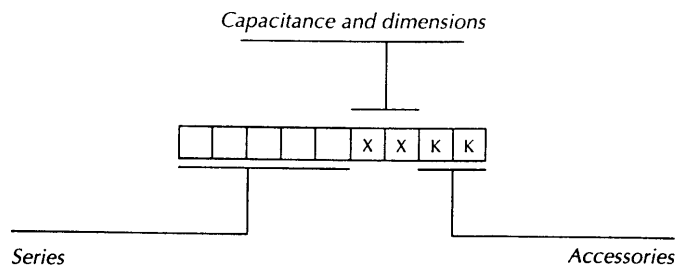 Capacitance and dimensions
X X K K
Series
Accessories